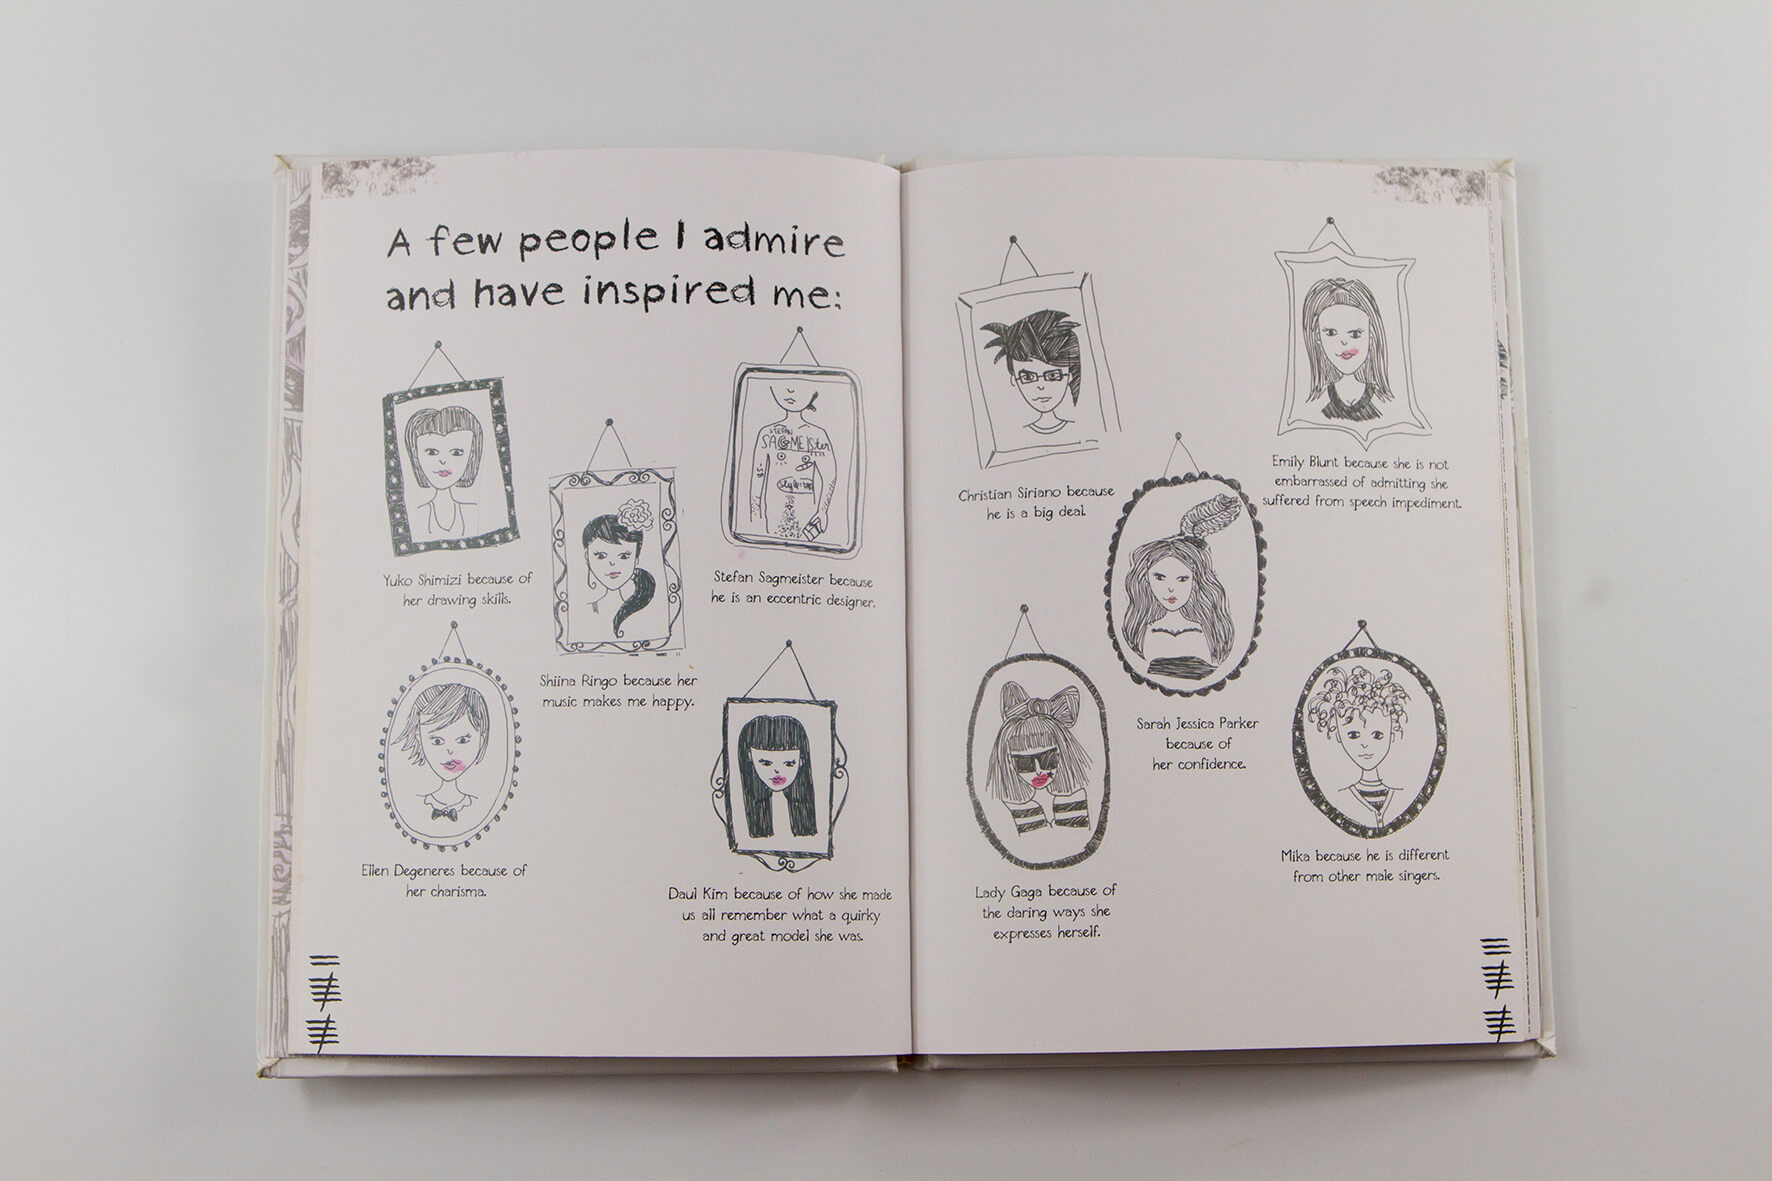 A few people I admire
and have inspired me:
Yuko Shimizi because of
her drawing skills.
Shiina Ringo because her
music makes me happy.
STEFAN
SAGMEISter
Stefan Sagmeister because
he is an eccentric designer.
Ellen Degeneres because of
her charisma.
Daul Kim because of how she made
us all remember what a quirky
and great model she was.
Christian Siriano because
he is a big deal
Emily Blunt because she is not
embarrassed of admitting she
suffered from speech impediment.
Sarah Jessica Parker
because of
her confidence.
Lady Gaga because of
the daring ways she
expresses herself.
Mika because he is different
from other male singers.